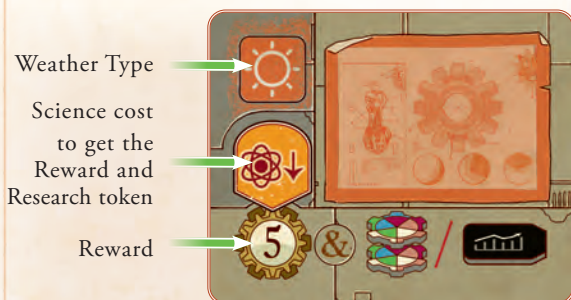 Weather Type
Science cost
to get the
Reward and
Research token
Reward
5 & /